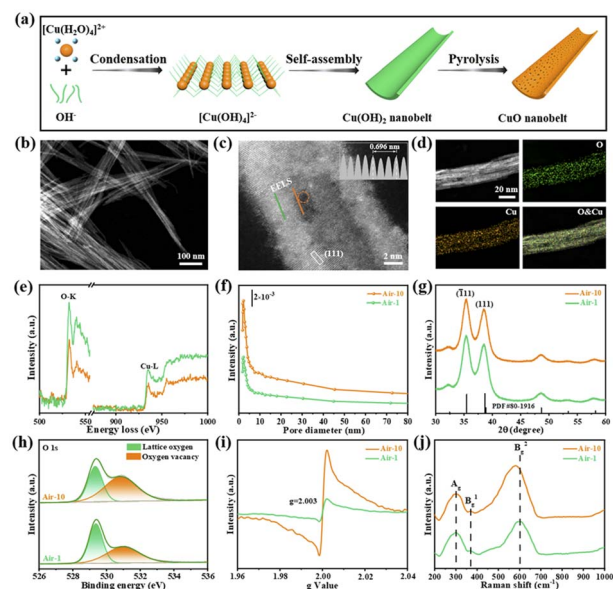 (a)
[Cu(H₂O)₄]²⁺
+
OH⁻
Condensation
[Cu(OH)₄]²⁻
Self-assembly
Cu(OH)₂ nanobelt
Pyrolysis
CuO nanobelt
(b)
100 nm
(c)
0.696 nm
EELS
(111)
2 nm
(d)
20 nm
O
Cu
O&Cu
(e)
O-K
Cu-L
Air-10
Air-1
Intensity (a.u.)
500 550 800 900 1000
Energy loss (eV)
(f)
2·10⁻³
Air-10
Air-1
Intensity (a.u.)
0 10 20 30 40 50 60 70 80
Pore diameter (nm)
(g)
(1̅11)
(111)
Air-10
Air-1
PDF#80-1916
Intensity (a.u.)
30 35 40 45 50 55 60
2θ(degree)
(h)
O 1s
Lattice oxygen
Oxygen vacancy
Air-10
Air-1
Intensity (a.u.)
526 528 530 532 534 536
Binding energy (eV)
(i)
g=2.003
Air-10
Air-1
Intensity (a.u.)
1.96 1.98 2.00 2.02 2.04
g Value
(j)
Ag
Bg¹
Bg²
Air-10
Air-1
Intensity (a.u.)
200 300 400 500 600 700 800 900 1000
Raman shift (cm⁻¹)